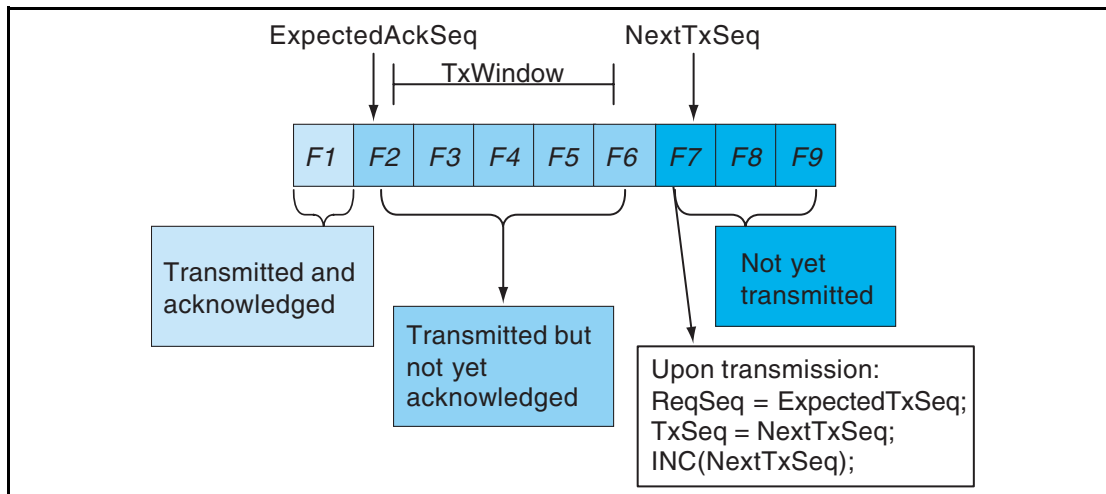 ExpectedAckSeq
NextTxSeq
TxWindow
F1 F2 F3 F4 F5 F6 F7 F8 F9
Transmitted and
acknowledged
Transmitted but
not yet
acknowledged
Not yet
transmitted
Upon transmission:
ReqSeq = ExpectedTxSeq;
TxSeq = NextTxSeq;
INC(NextTxSeq);